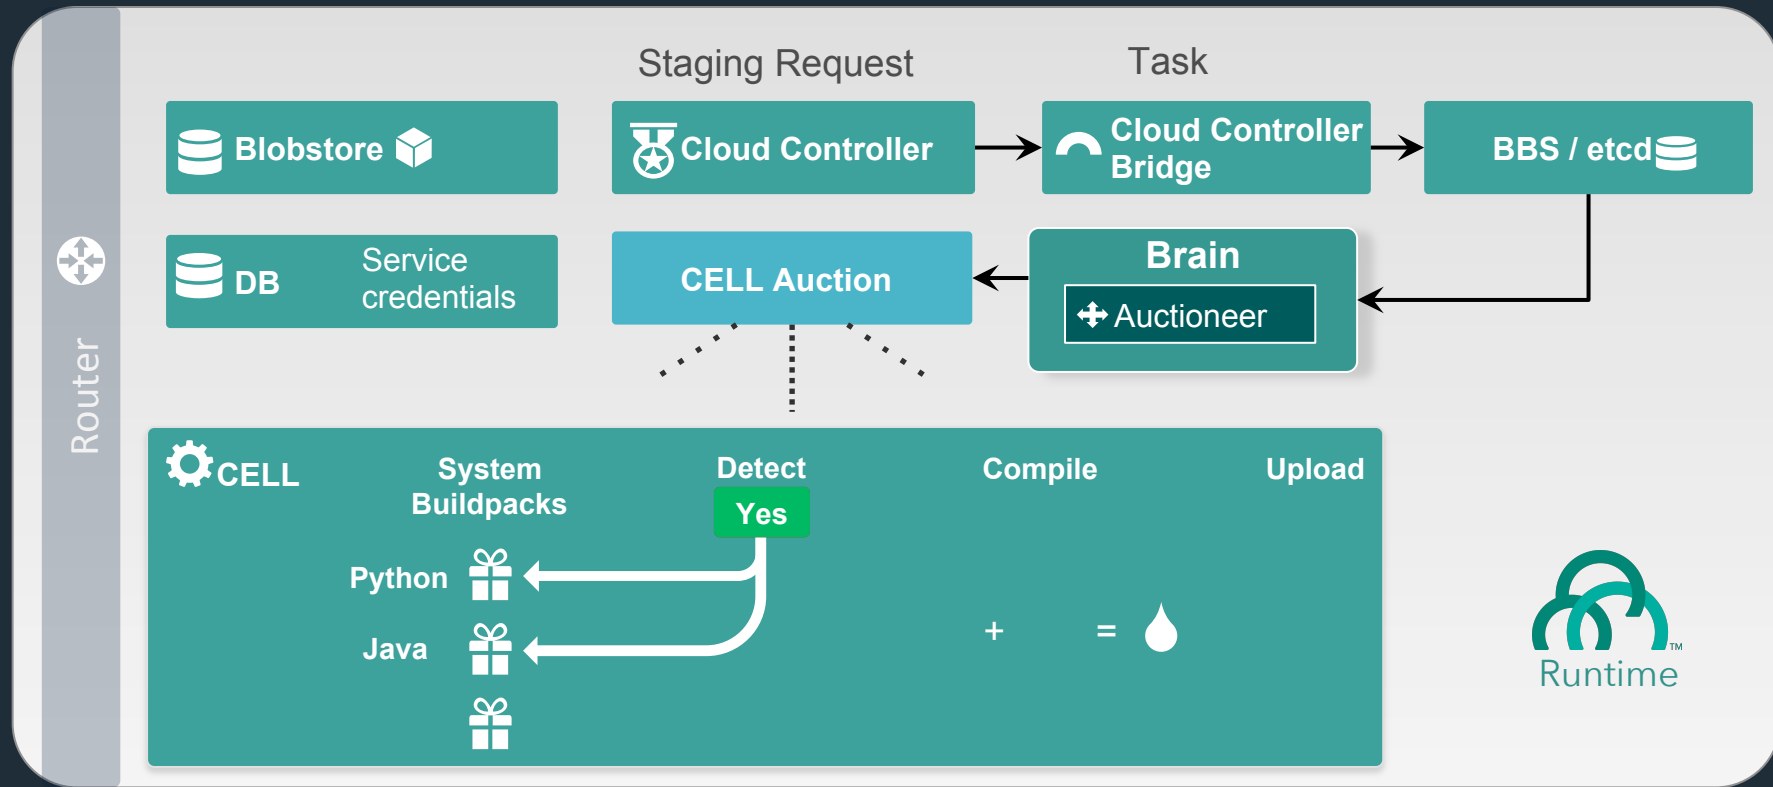 Staging Request
Task
Blobstore
Cloud Controller
Cloud Controller
Bridge
BBS / etcd
DB
Service
credentials
CELL Auction
Brain
Auctioneer
Router
CELL
System
Buildpacks
Detect
Compile
Upload
Yes
Python
Java
+ =
Runtime
TM